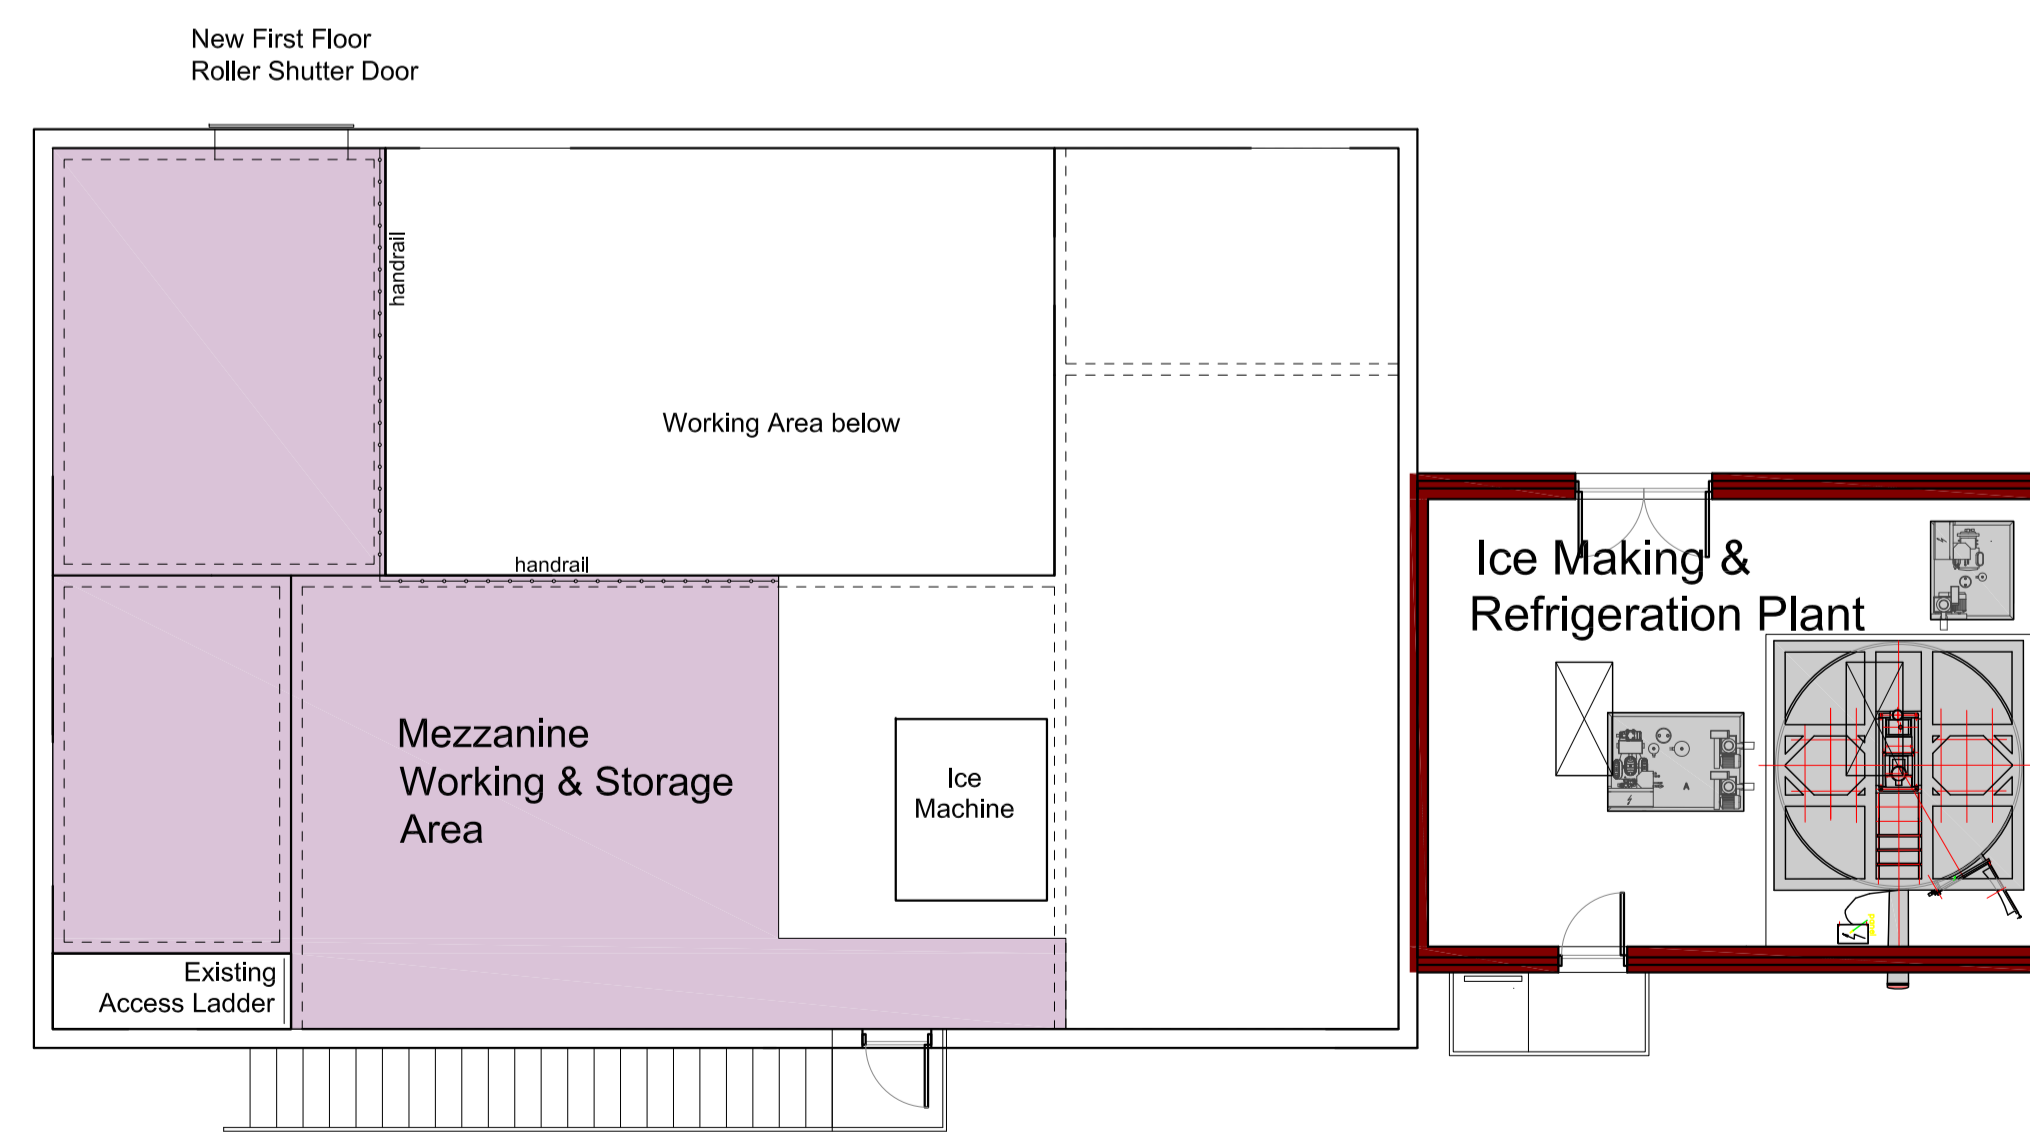 New First Floor
Roller Shutter Door
handrail
Working Area below
handrail
Ice Making &
Refrigeration Plant
Mezzanine
Working & Storage
Area
Ice
Machine
A
Existing
Access Ladder